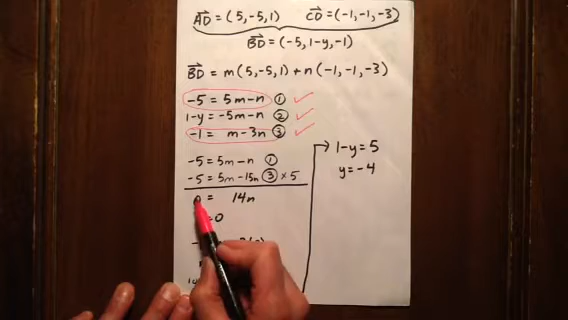 AD = (5, -5, 1) CD = (-1, -1, -3)
BD = (-5, 1-y, -1)
BD = m(5, -5, 1) + n(-1, -1, -3)
-5 = 5m - n ① ✓
1-y = -5m - n ② ✓
-1 = m - 3n ③ ✓
-5 = 5m - n ①
-5 = 5m - 15n ③ × 5
0 = 14n
= 0
1-y = 5
y = -4